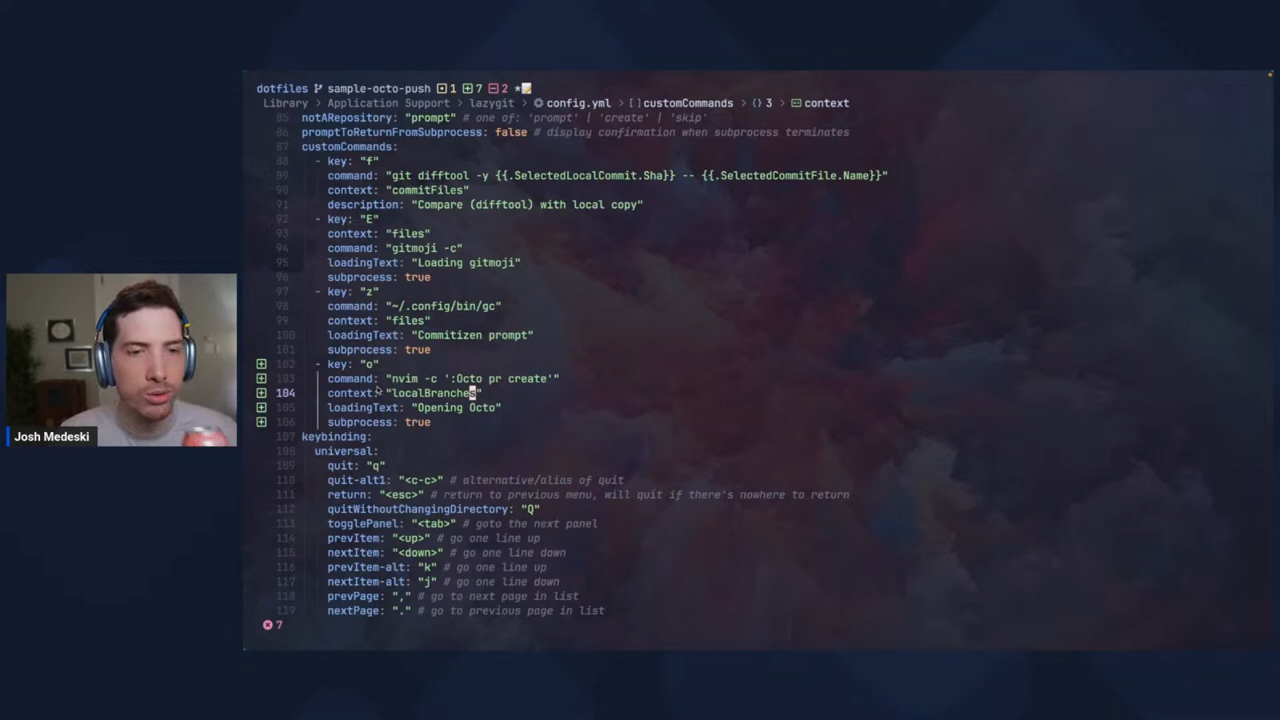 dotfiles sample-octo-push 1 7 2
Library > Application Support > lazygit > config.yml > [ ] customCommands > {} 3 > context
85 notARepository: "prompt" # one of: 'prompt' | 'create' | 'skip'
86 promptToReturnFromSubprocess: false # display confirmation when subprocess terminates
87 customCommands:
88 - key: "f"
89 command: "git difftool -y {{.SelectedLocalCommit.Sha}} -- {{.SelectedCommitFile.Name}}"
90 context: "commitFiles"
91 description: "Compare (difftool) with local copy"
92 - key: "E"
93 context: "files"
94 command: "gitmoji -c"
95 loadingText: "Loading gitmoji"
96 subprocess: true
97 - key: "z"
98 command: "~/.config/bin/gc"
99 context: "files"
100 loadingText: "Commitizen prompt"
101 subprocess: true
102 - key: "o"
103 command: "nvim -c ':Octo pr create'"
104 context: "localBranches"
105 loadingText: "Opening Octo"
106 subprocess: true
107 keybinding:
108 universal:
109 quit: "q"
110 quit-alt1: "<c-c>" # alternative/alias of quit
111 return: "<esc>" # return to previous menu, will quit if there's nowhere to return
112 quitWithoutChangingDirectory: "Q"
113 togglePanel: "<tab>" # goto the next panel
114 prevItem: "<up>" # go one line up
115 nextItem: "<down>" # go one line down
116 prevItem-alt: "k" # go one line up
117 nextItem-alt: "j" # go one line down
118 prevPage: "," # go to next page in list
119 nextPage: "." # go to previous page in list
7
Josh Medeski